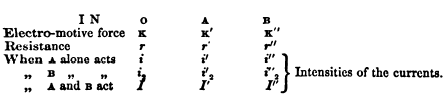 IN O A B
Electro-motive force K K′ K″
Resistance r r′ r″
When A alone acts i i′ i″
„ B „ „ i₂ i′₂ i″₂ } Intensities of the currents.
„ A and B act I I′ I″